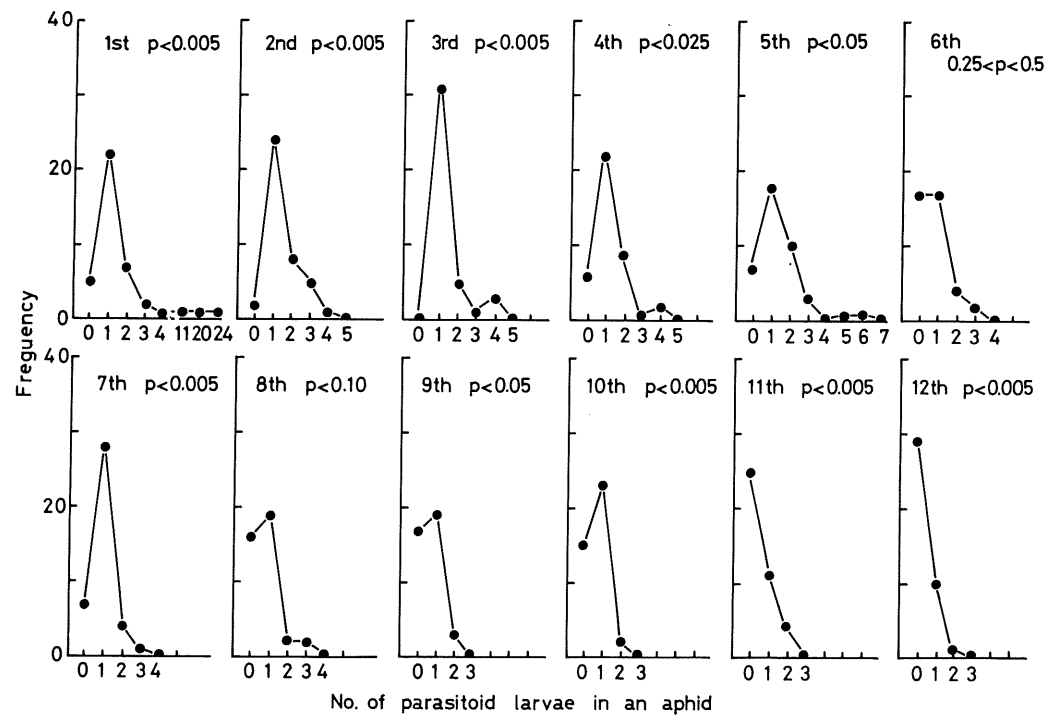 40
1st p<0.005
2nd p<0.005
3rd p<0.005
4th p<0.025
5th p<0.05
6th
0.25<p<0.5
20
0
0 1 2 3 4 11 20 24
0 1 2 3 4 5
0 1 2 3 4 5
0 1 2 3 4 5
0 1 2 3 4 5 6 7
0 1 2 3 4
Freguency
40
7th p<0.005
8th p<0.10
9th p<0.05
10th p<0.005
11th p<0.005
12th p<0.005
20
0
0 1 2 3 4
0 1 2 3 4
0 1 2 3
0 1 2 3
0 1 2 3
0 1 2 3
No. of parasitoid larvae in an aphid